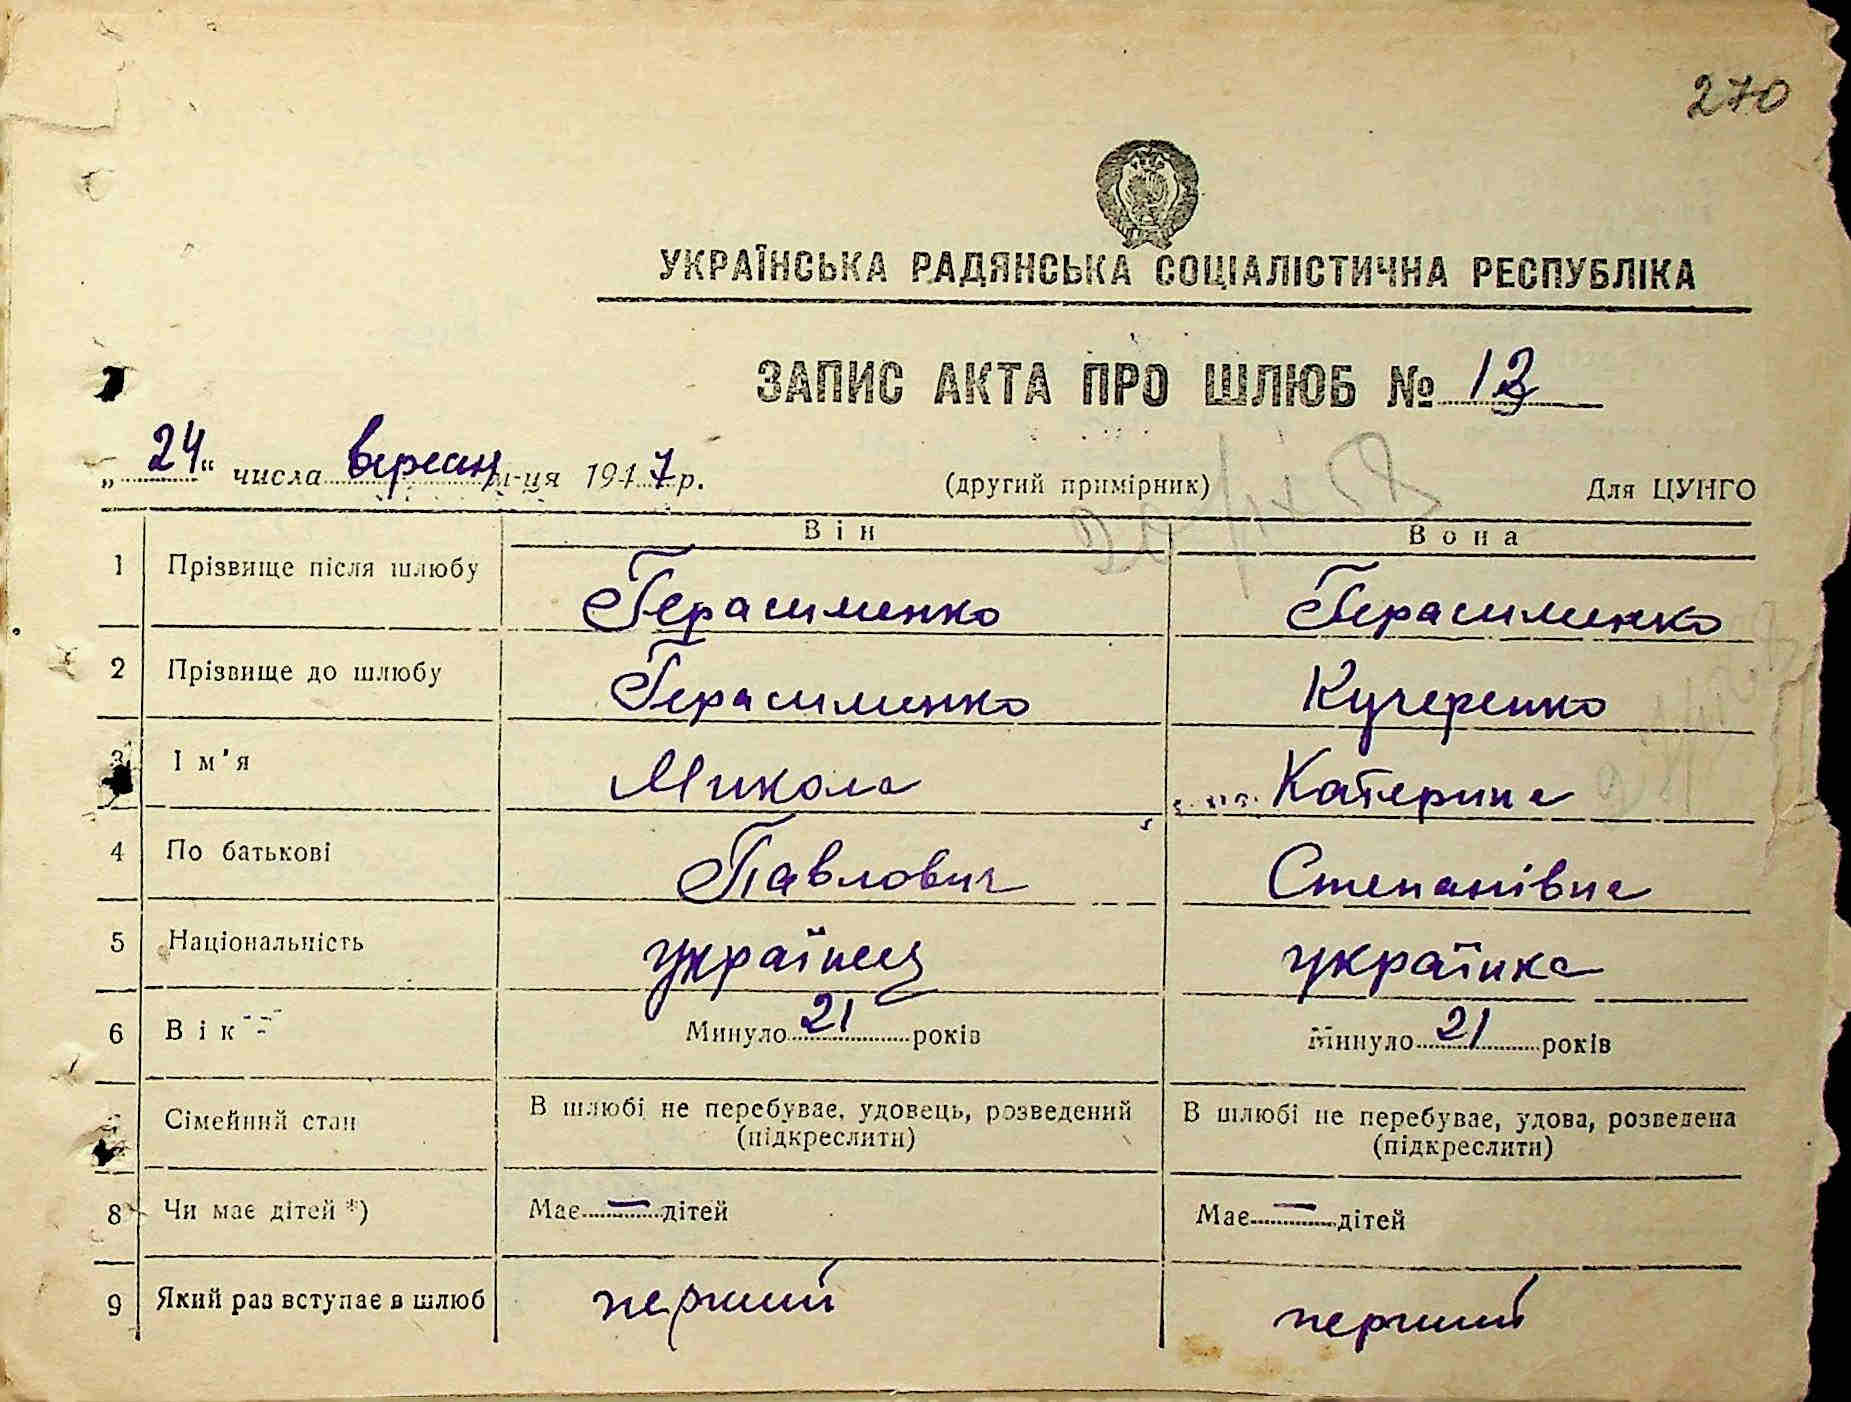 270
УКРАЇНСЬКА РАДЯНСЬКА СОЦІАЛІСТИЧНА РЕСПУБЛІКА
ЗАПИС АКТА ПРО ШЛЮБ №
„24“ числа вересня м-ця 1947 р. (другий примірник) Для ЦУНГО
Він Вона
1 Прізвище після шлюбу Герасименко Герасименко
2 Прізвище до шлюбу Герасименко Кучеренко
3 Ім'я Микола Катерина
4 По батькові Павлович Степанівна
5 Національність українец українка
6 Вік Минуло 21 років Минуло 21 років
Сімейний стан В шлюбі не перебуває, удовець, розведений В шлюбі не перебуває, удова, розведена
(підкреслити) (підкреслити)
8 Чи має дітей *) Має — дітей Має — дітей
9 Який раз вступає в шлюб перший перший